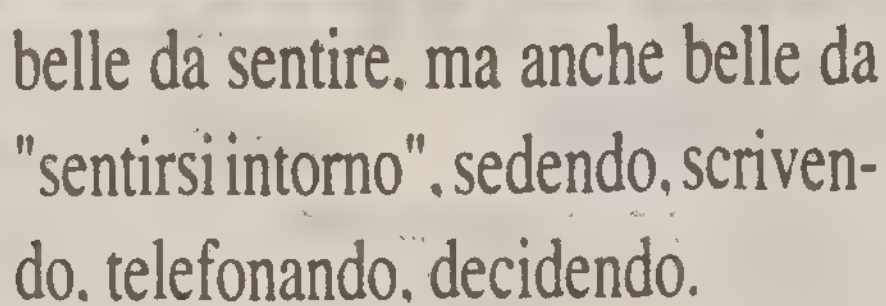 belle da sentire, ma anche belle da
"sentirsi intorno", sedendo, scriven-
do, telefonando, decidendo.